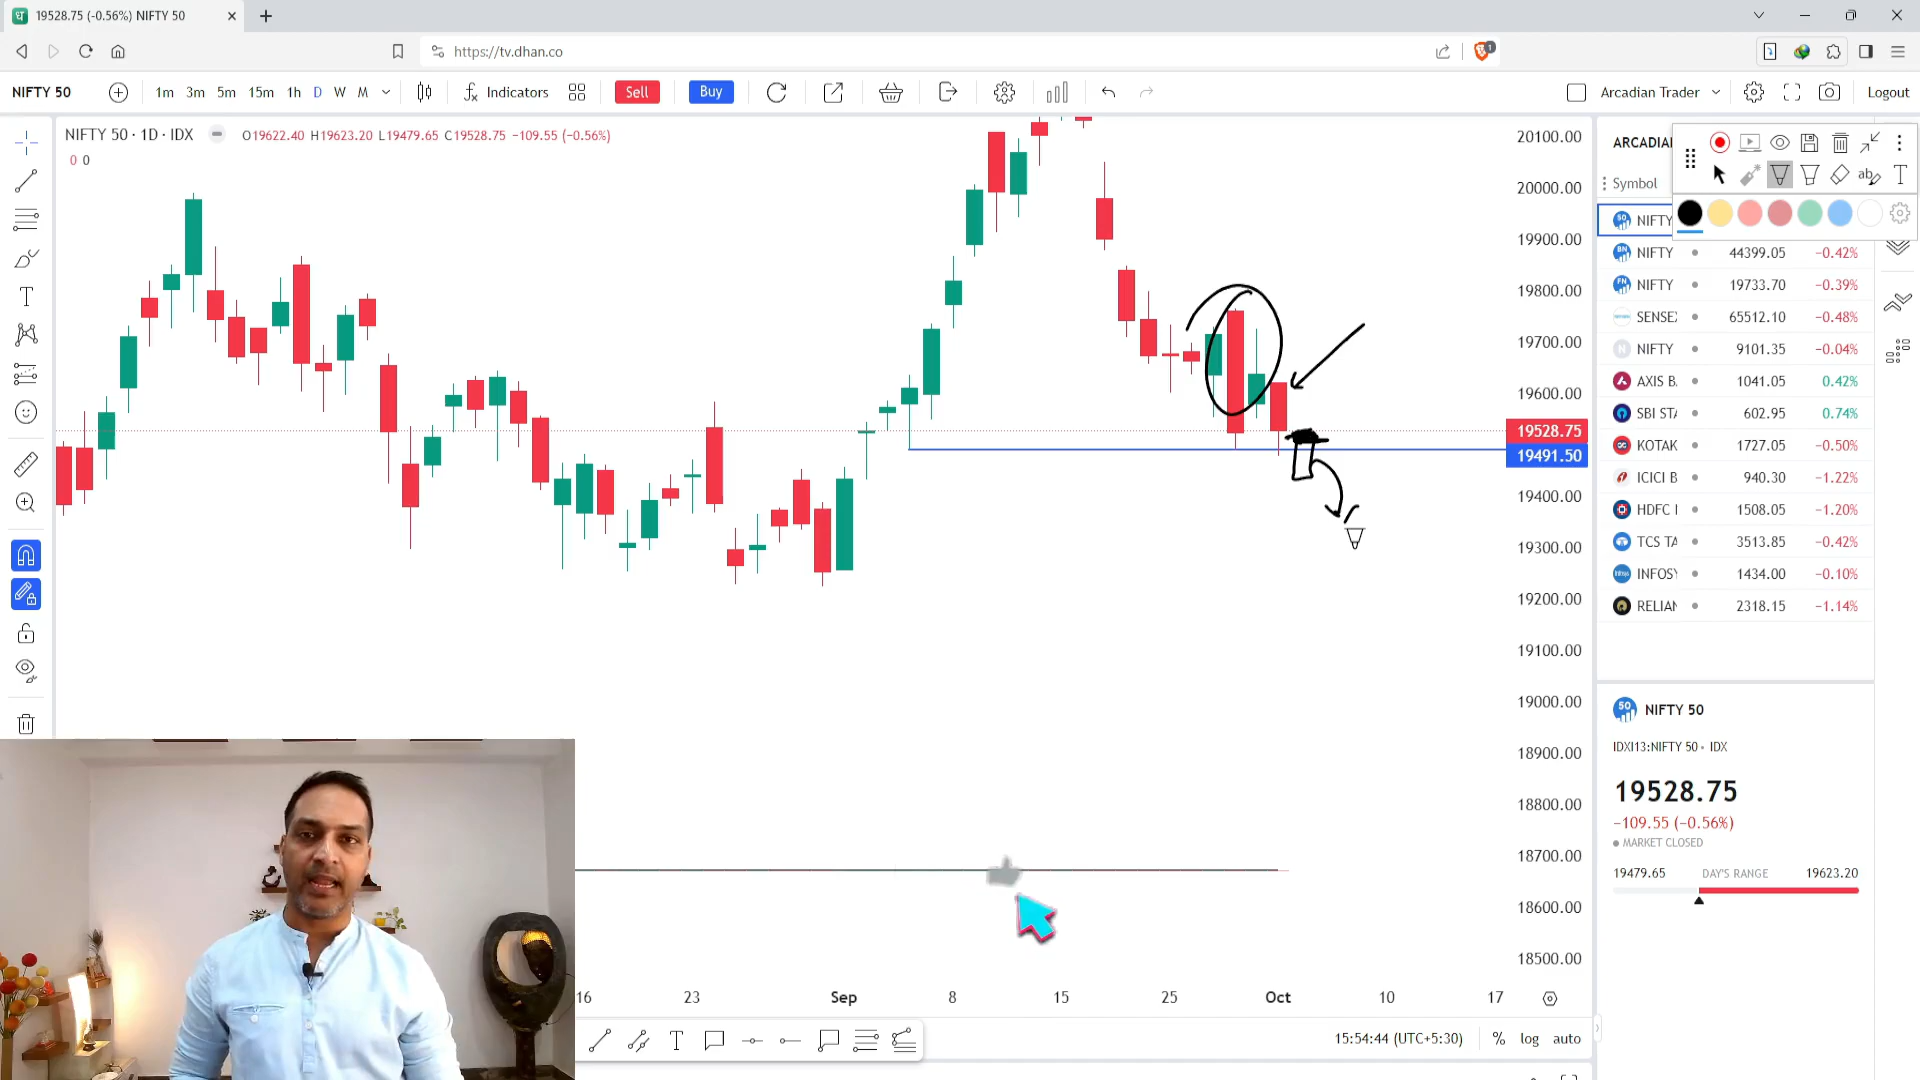 19528.75 (-0.56%) NIFTY 50
https://tv.dhan.co
1
NIFTY 50 1m 3m 5m 15m 1h D W M Indicators Sell Buy Arcadian Trader Logout
NIFTY 50 · 1D · IDX O19622.40 H19623.20 L19479.65 C19528.75 −109.55 (−0.56%)
0 0
20100.00
20000.00
19900.00
19800.00
19700.00
19600.00
19528.75
19491.50
19400.00
19300.00
19200.00
19100.00
19000.00
18900.00
18800.00
18700.00
18600.00
18500.00
16 23 Sep 8 15 25 Oct 10 17
15:54:44 (UTC+5:30) % log auto
ARCADIA
Symbol
NIFTY
NIFTY 44399.05 −0.42%
NIFTY 19733.70 −0.39%
SENSE 65512.10 −0.48%
NIFTY 9101.35 −0.04%
AXIS B 1041.05 0.42%
SBI STA 602.95 0.74%
KOTAK 1727.05 −0.50%
ICICI B 940.30 −1.22%
HDFC 1508.05 −1.20%
TCS TA 3513.85 −0.42%
INFOSY 1434.00 −0.10%
RELIAN 2318.15 −1.14%
50 NIFTY 50
IDXI13:NIFTY 50 • IDX
19528.75
−109.55 (−0.56%)
MARKET CLOSED
19479.65 DAY'S RANGE 19623.20